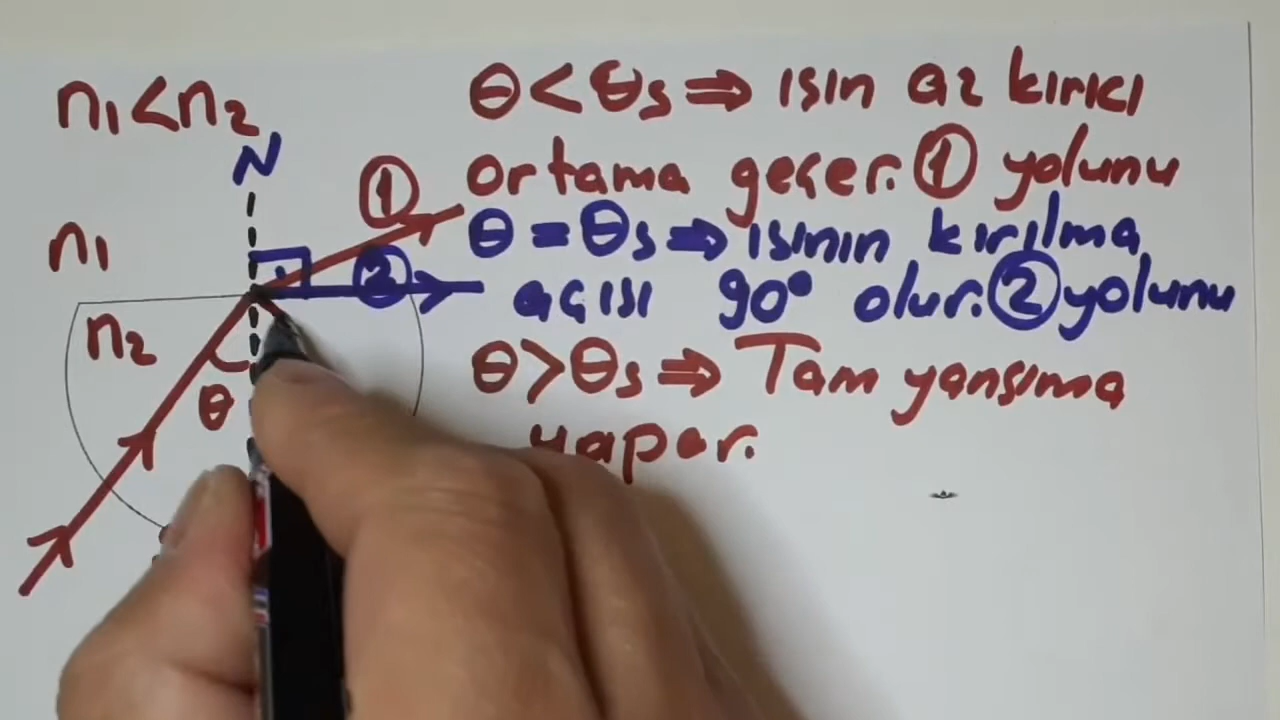 n₁<n₂
N
①
n₁
②
n₂
θ
θ<θs⇒ ışın az kırıcı
ortama geçer. ① yolunu
θ=θs⇒ ışının kırılma
açısı 90° olur. ② yolunu
θ>θs⇒ Tam yansıma
yapar.